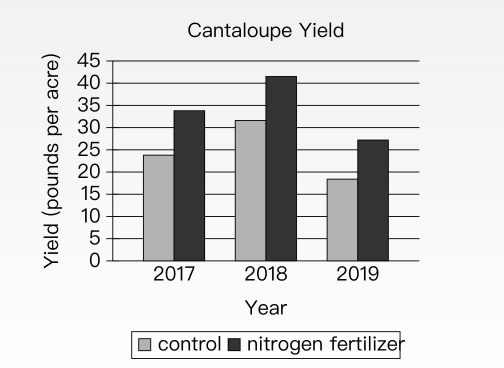 Cantaloupe Yield
Yield (pounds per acre)
45
40
35
30
25
20
15
10
5
0
2017 2018 2019
Year
control nitrogen fertilizer